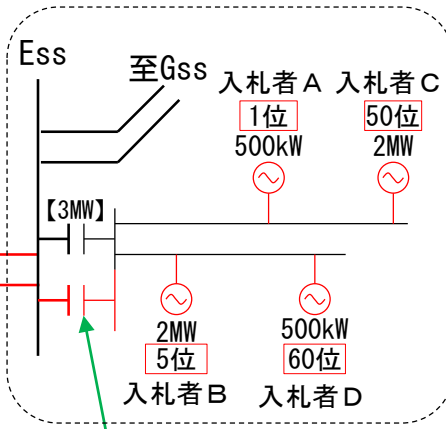 Ess
至Gss
入札者A 入札者C
1位 50位
500kW 2MW
【3MW】
2MW 500kW
5位 60位
入札者B 入札者D